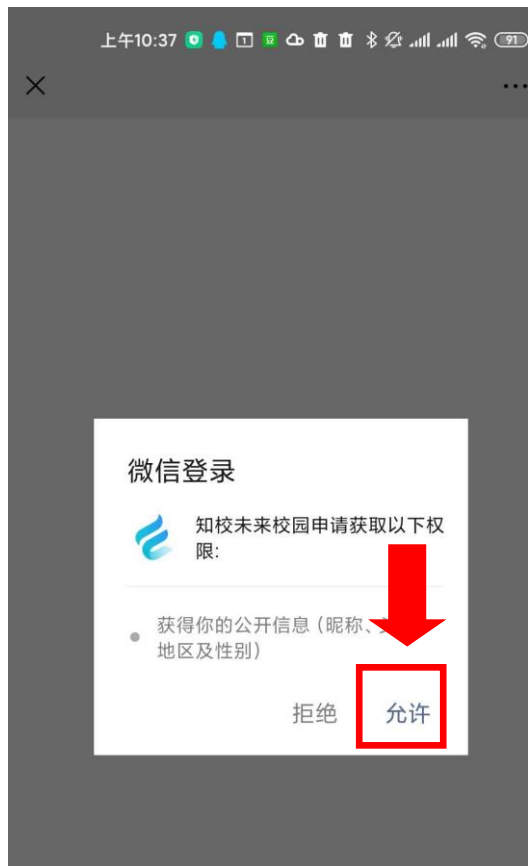 上午10:37
91
微信登录
知校未来校园申请获取以下权
限:
获得你的公开信息（昵称、
地区及性别）
拒绝
允许